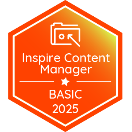 Inspire Content
Manager
BASIC
2025